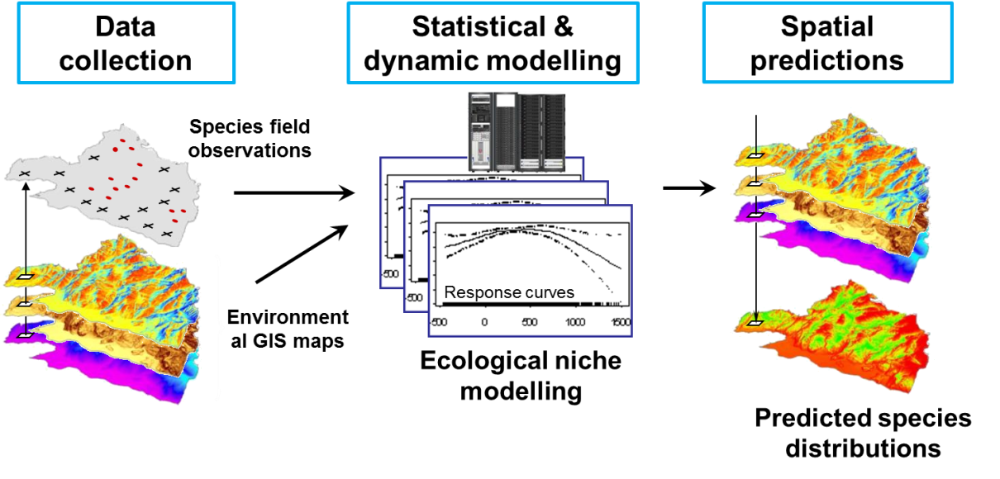 Data
collection
Statistical &
dynamic modelling
Spatial
predictions
Species field
observations
Environment
al GIS maps
-500
-500
Response curves
-500 0 500 1000 1500
Ecological niche
modelling
Predicted species
distributions